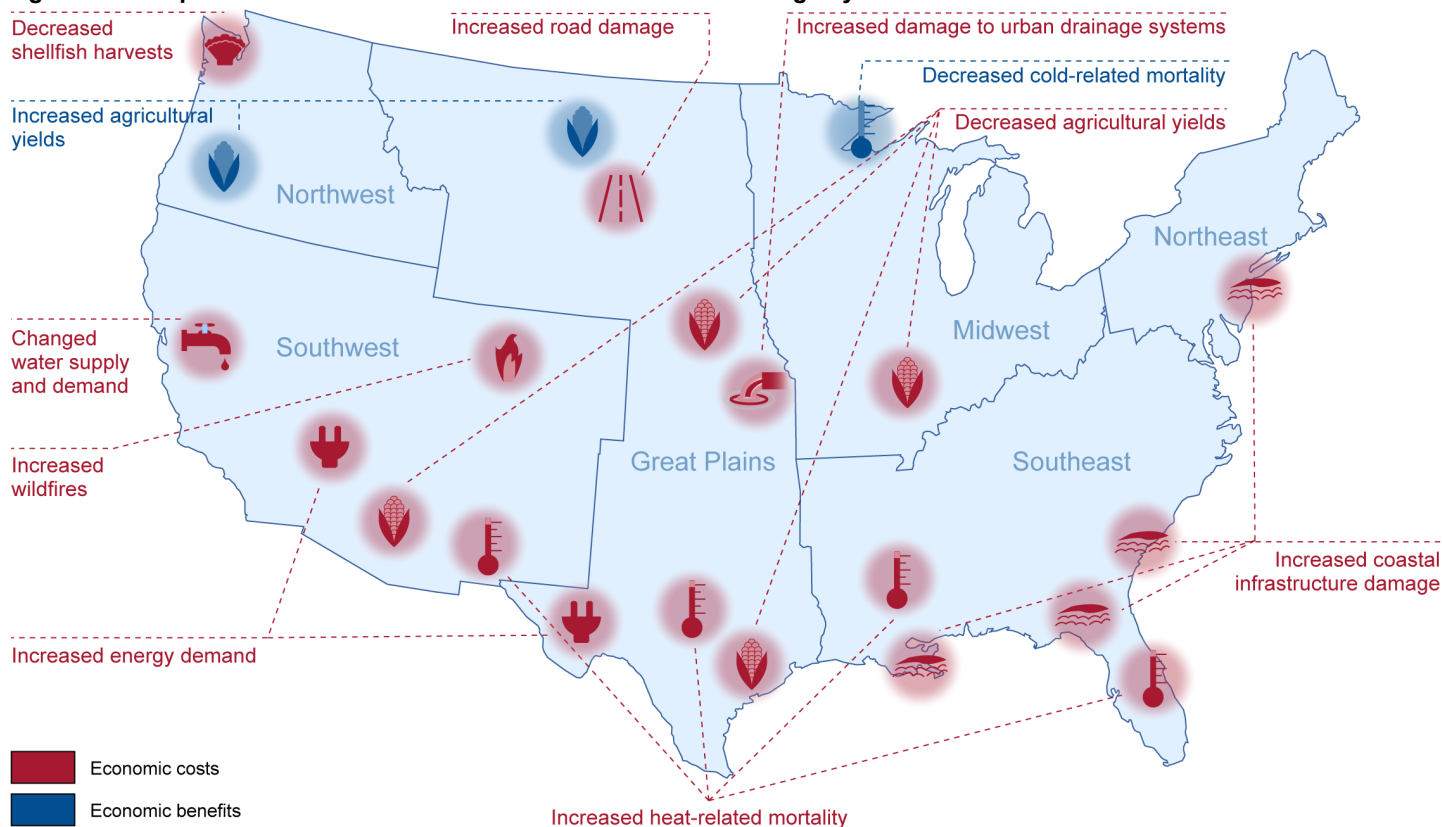 Decreased
shellfish harvests
Increased road damage
Increased damage to urban drainage systems
Decreased cold-related mortality
Increased agricultural
yields
Decreased agricultural yields
Northwest
Northeast
Changed
water supply
and demand
Southwest
Midwest
Increased
wildfires
Great Plains
Southeast
Increased coastal
infrastructure damage
Increased energy demand
Economic costs
Economic benefits
Increased heat-related mortality